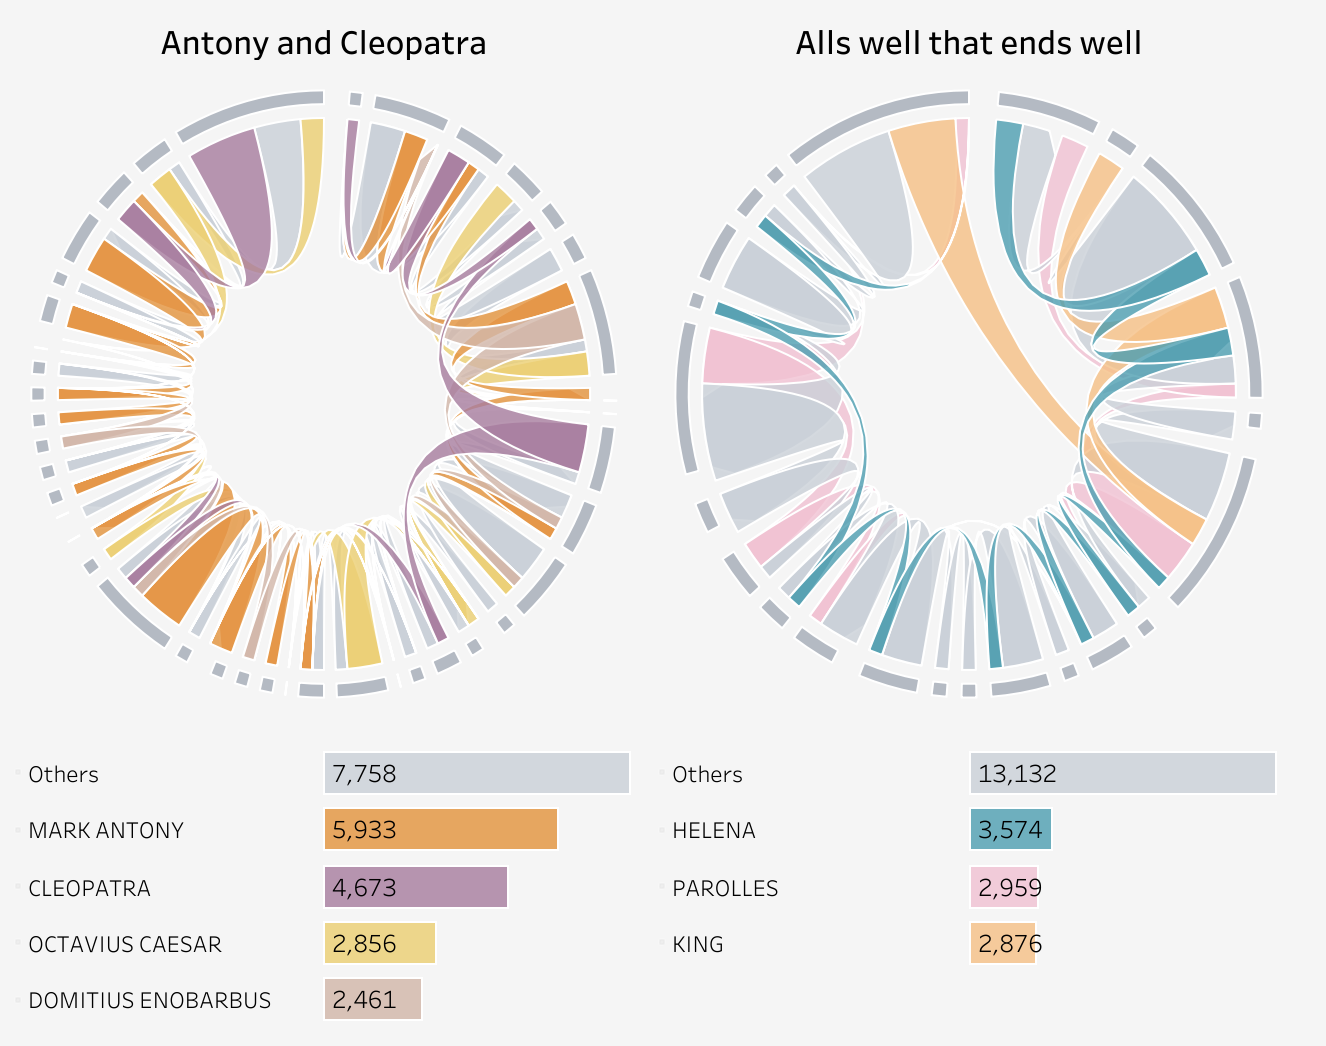 Antony and Cleopatra
Alls well that ends well
Others 7,758
MARK ANTONY 5,933
CLEOPATRA 4,673
OCTAVIUS CAESAR 2,856
DOMITIUS ENOBARBUS 2,461
Others 13,132
HELENA 3,574
PAROLLES 2,959
KING 2,876